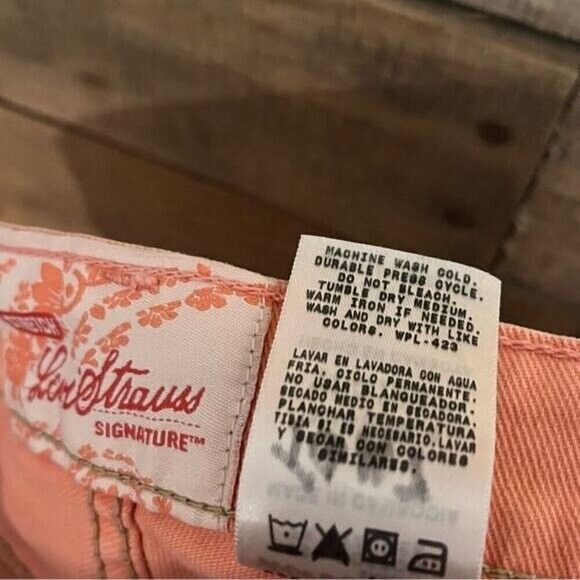 Levi Strauss
SIGNATURE™
MACHINE WASH COLD.
DURABLE PRESS CYCLE.
DO NOT BLEACH.
TUMBLE DRY MEDIUM.
WARM IRON IF NEEDED.
WASH AND DRY WITH LIKE
COLORS. WPL-423
LAVAR EN LAVADORA CON AGUA
FRIA, CICLO PERMANENTE.
NO USAR BLANQUEADOR.
SECADO MEDIO EN SECADORA.
PLANCHAR TEMPERATURA
TIBIA SI ES NECESARIO. LAVAR
Y SECAR CON COLORES
SIMILARES.